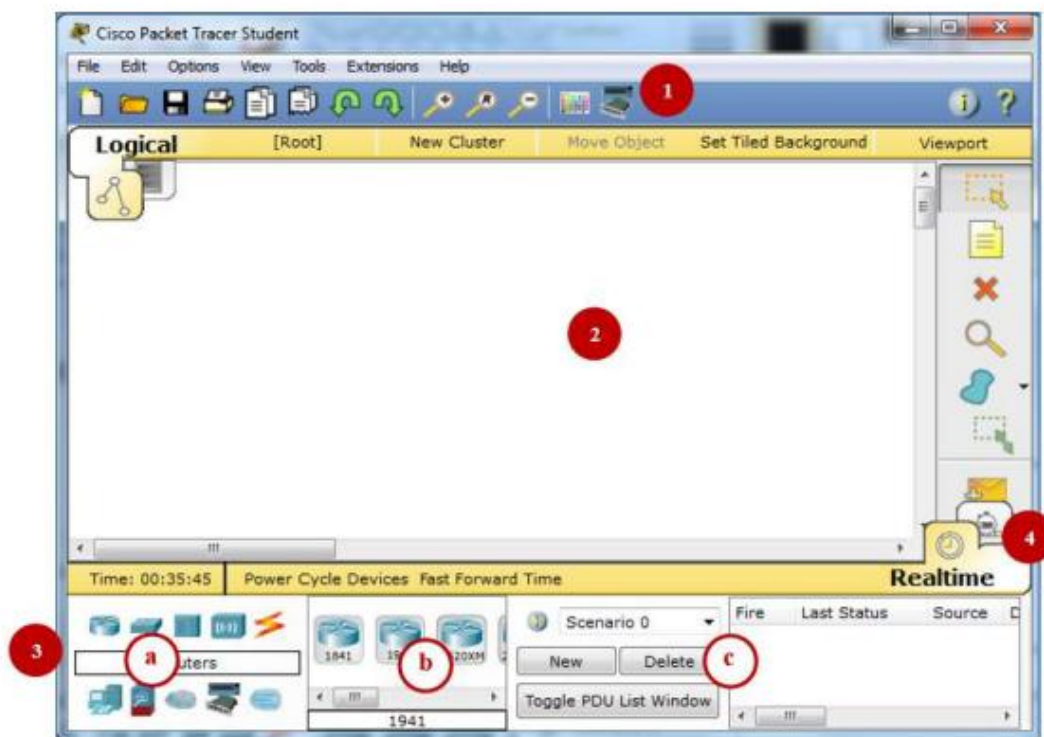 Cisco Packet Tracer Student
File Edit Options View Tools Extensions Help
1
Logical [Root] New Cluster Move Object Set Tiled Background Viewport
2
4
Time: 00:35:45 Power Cycle Devices Fast Forward Time Realtime
3
a
uters
1841
b
20XM
1941
Scenario 0
New Delete
c
Toggle PDU List Window
Fire Last Status Source D